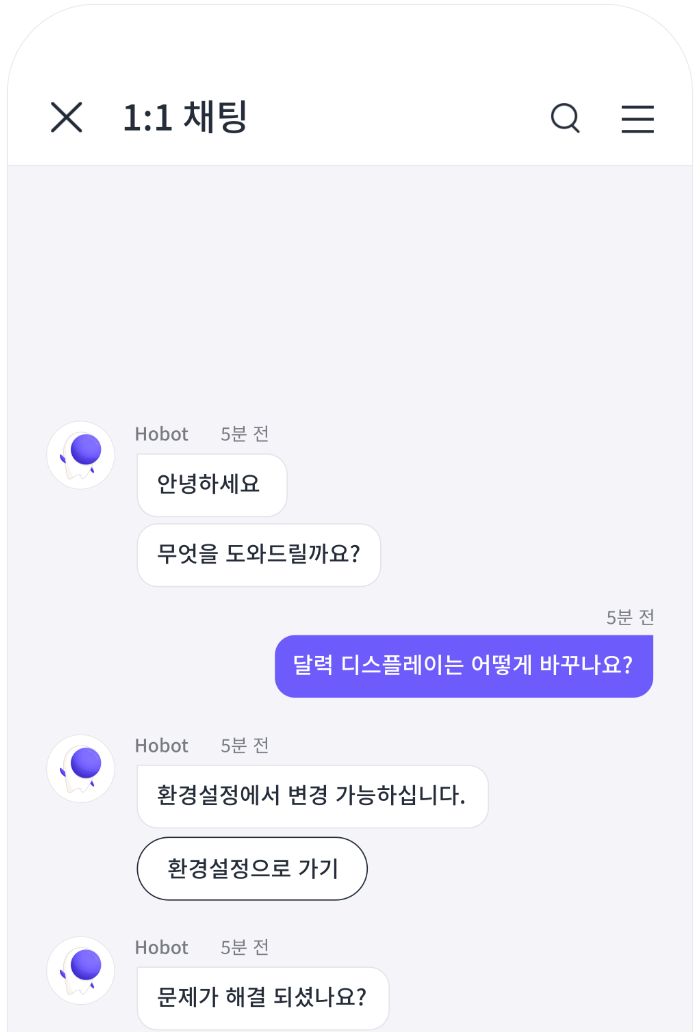 1:1 채팅
Hobot 5분 전
안녕하세요
무엇을 도와드릴까요?
5분 전
달력 디스플레이는 어떻게 바꾸나요?
Hobot 5분 전
환경설정에서 변경 가능하십니다.
환경설정으로 가기
Hobot 5분 전
문제가 해결 되셨나요?